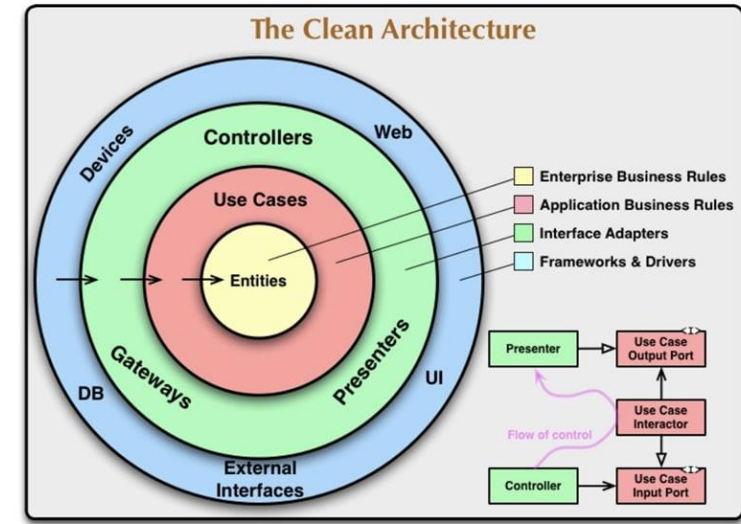 The Clean Architecture
Devices
Web
Controllers
Use Cases
Entities
Gateways
Presenters
DB
UI
External
Interfaces
Enterprise Business Rules
Application Business Rules
Interface Adapters
Frameworks & Drivers
Presenter
<I>
Use Case
Output Port
Flow of control
Use Case
Interactor
Controller
<I>
Use Case
Input Port